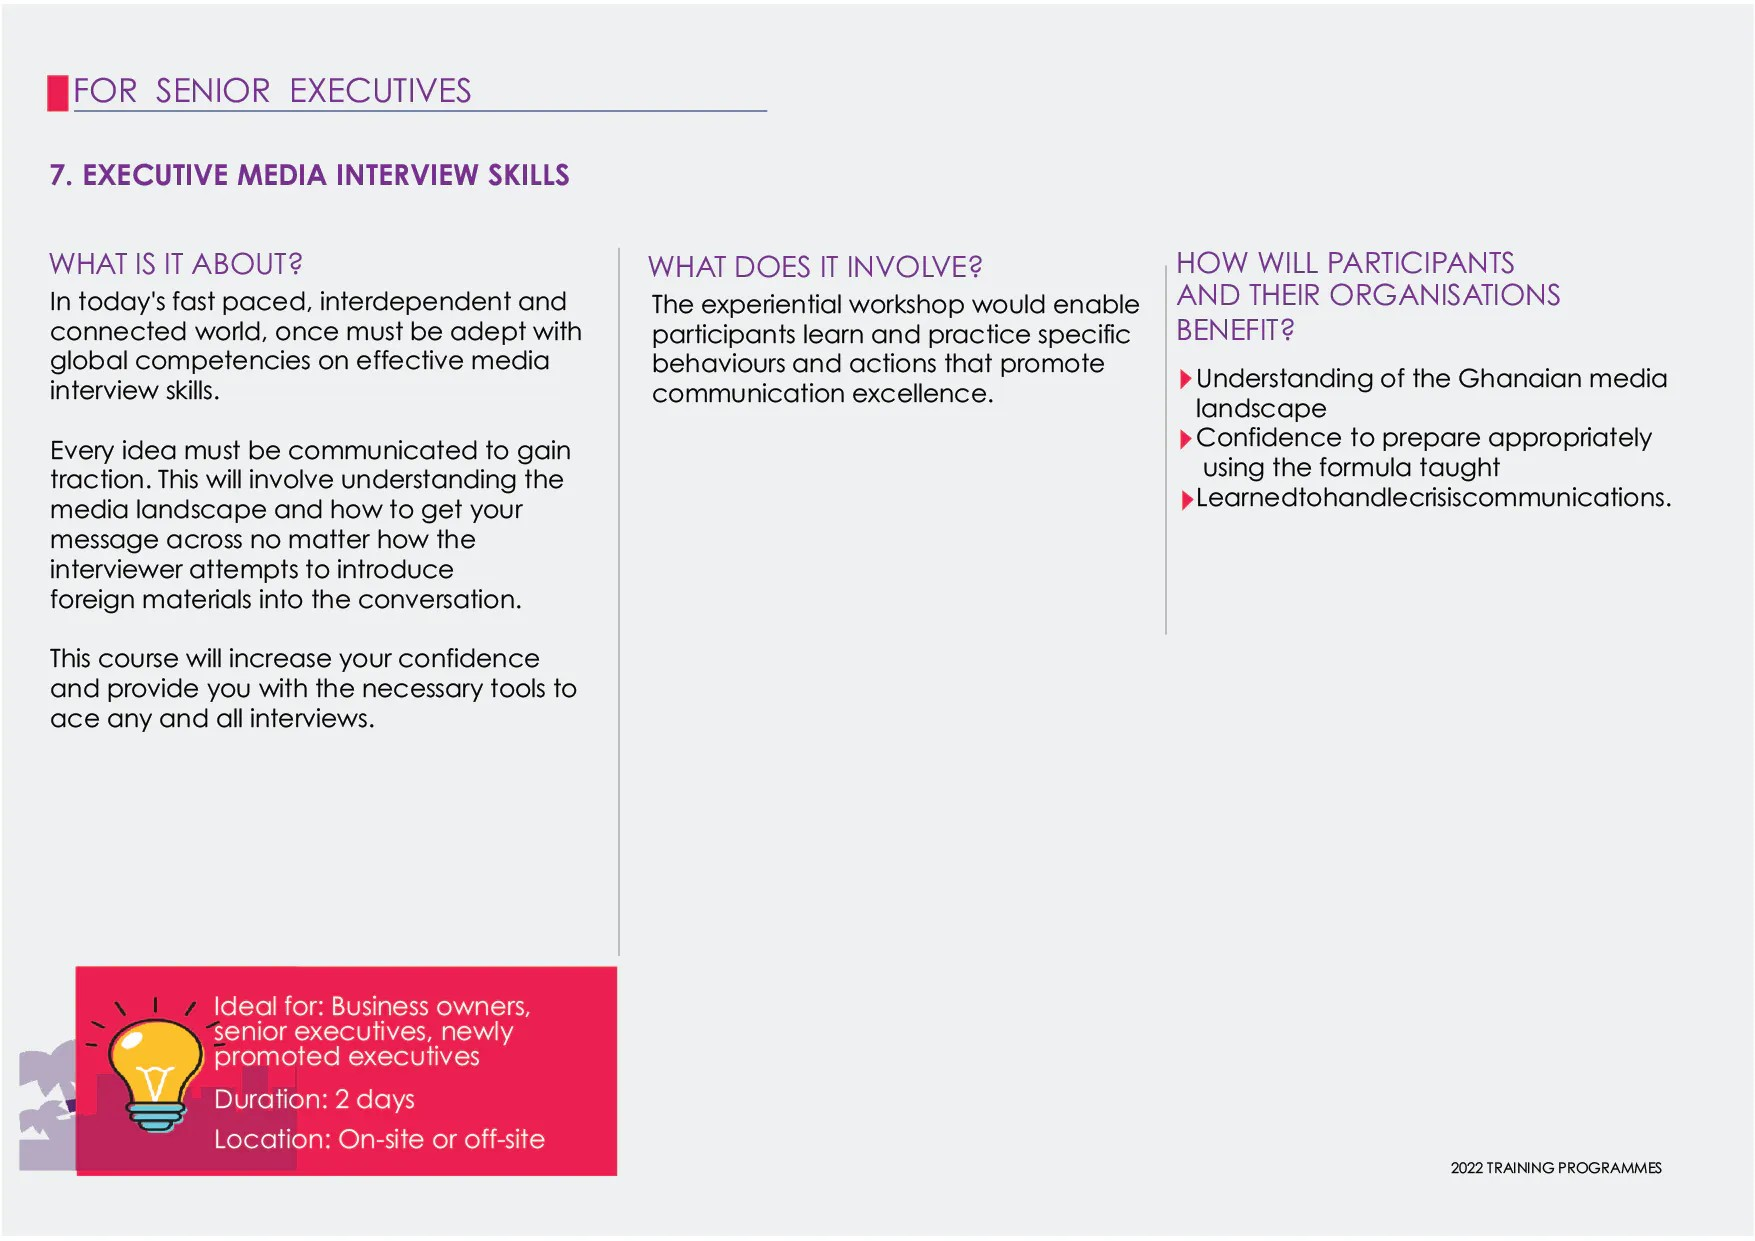 FOR SENIOR EXECUTIVES
7. EXECUTIVE MEDIA INTERVIEW SKILLS
WHAT IS IT ABOUT?
In today's fast paced, interdependent and
connected world, once must be adept with
global competencies on effective media
interview skills.
Every idea must be communicated to gain
traction. This will involve understanding the
media landscape and how to get your
message across no matter how the
interviewer attempts to introduce
foreign materials into the conversation.
This course will increase your confidence
and provide you with the necessary tools to
ace any and all interviews.
WHAT DOES IT INVOLVE?
The experiential workshop would enable
participants learn and practice specific
behaviours and actions that promote
communication excellence.
HOW WILL PARTICIPANTS
AND THEIR ORGANISATIONS
BENEFIT?
Understanding of the Ghanaian media
landscape
Confidence to prepare appropriately
using the formula taught
Learnedtohandlecrisiscommunications.
Ideal for: Business owners,
senior executives, newly
promoted executives
Duration: 2 days
Location: On-site or off-site
2022 TRAINING PROGRAMMES